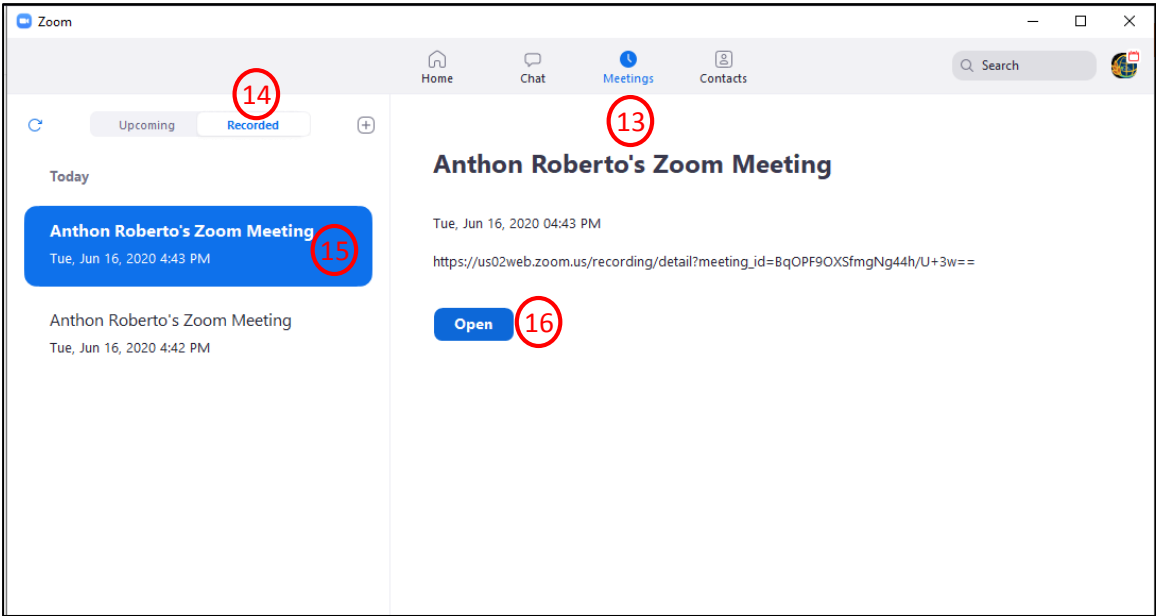 Zoom
Home Chat Meetings Contacts
Search
14
13
Upcoming Recorded
Today
Anthon Roberto's Zoom Meeting
Tue, Jun 16, 2020 4:43 PM
15
Anthon Roberto's Zoom Meeting
Tue, Jun 16, 2020 4:42 PM
Anthon Roberto's Zoom Meeting
Tue, Jun 16, 2020 04:43 PM
https://us02web.zoom.us/recording/detail?meeting_id=BqOPF9OXSfmgNg44h/U+3w==
Open
16